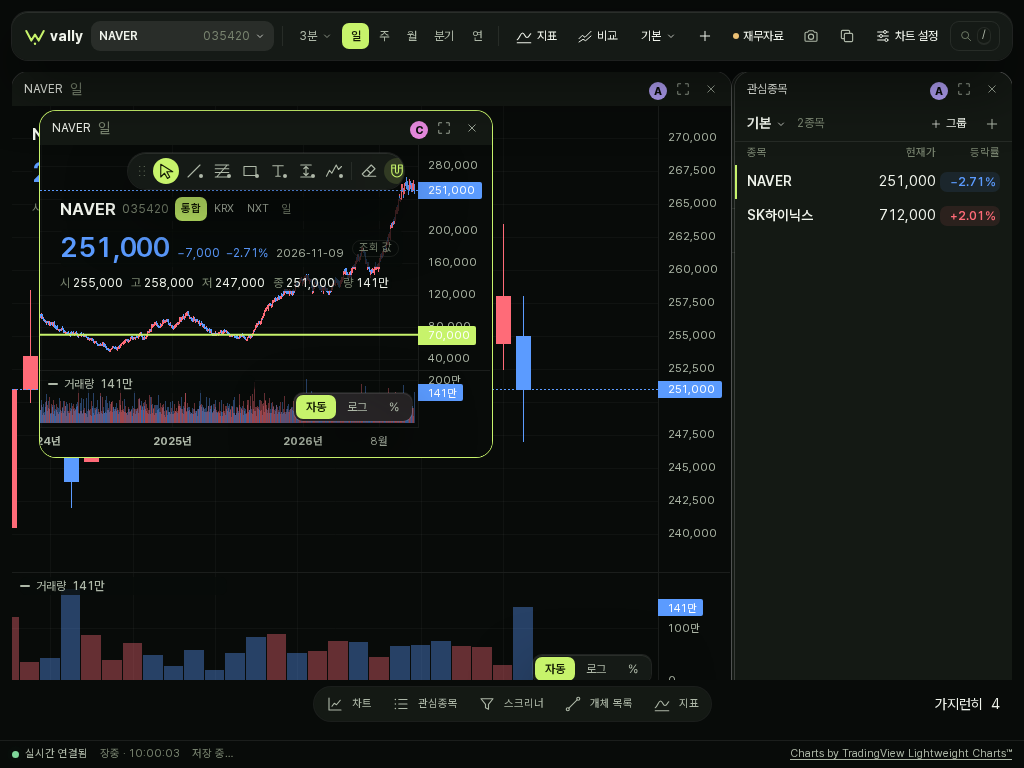 vally NAVER 035420 3분 일 주 월 분기 연 지표 비교 기본 재무자료 차트 설정 /
NAVER 일 A
관심종목 A
NAVER 일 C
기본 2종목 + 그룹
종목 현재가 등락률
NAVER 251,000 −2.71%
SK하이닉스 712,000 +2.01%
280,000
251,000
200,000
160,000
120,000
80,000
70,000
40,000
200만
141만
NAVER 035420 통합 KRX NXT 일
251,000 −7,000 −2.71% 2026-11-09 조회 값
시 255,000 고 258,000 저 247,000 종 251,000 량 141만
거래량 141만
자동 로그 %
24년 2025년 2026년 8월
270,000
267,500
265,000
262,500
260,000
257,500
255,000
252,500
251,000
247,500
245,000
242,500
240,000
거래량 141만
141만
100만
0
자동 로그 %
차트 관심종목 스크리너 개체 목록 지표
가지런히 4
실시간 연결됨 장중 · 10:00:03 저장 중…
Charts by TradingView Lightweight Charts™